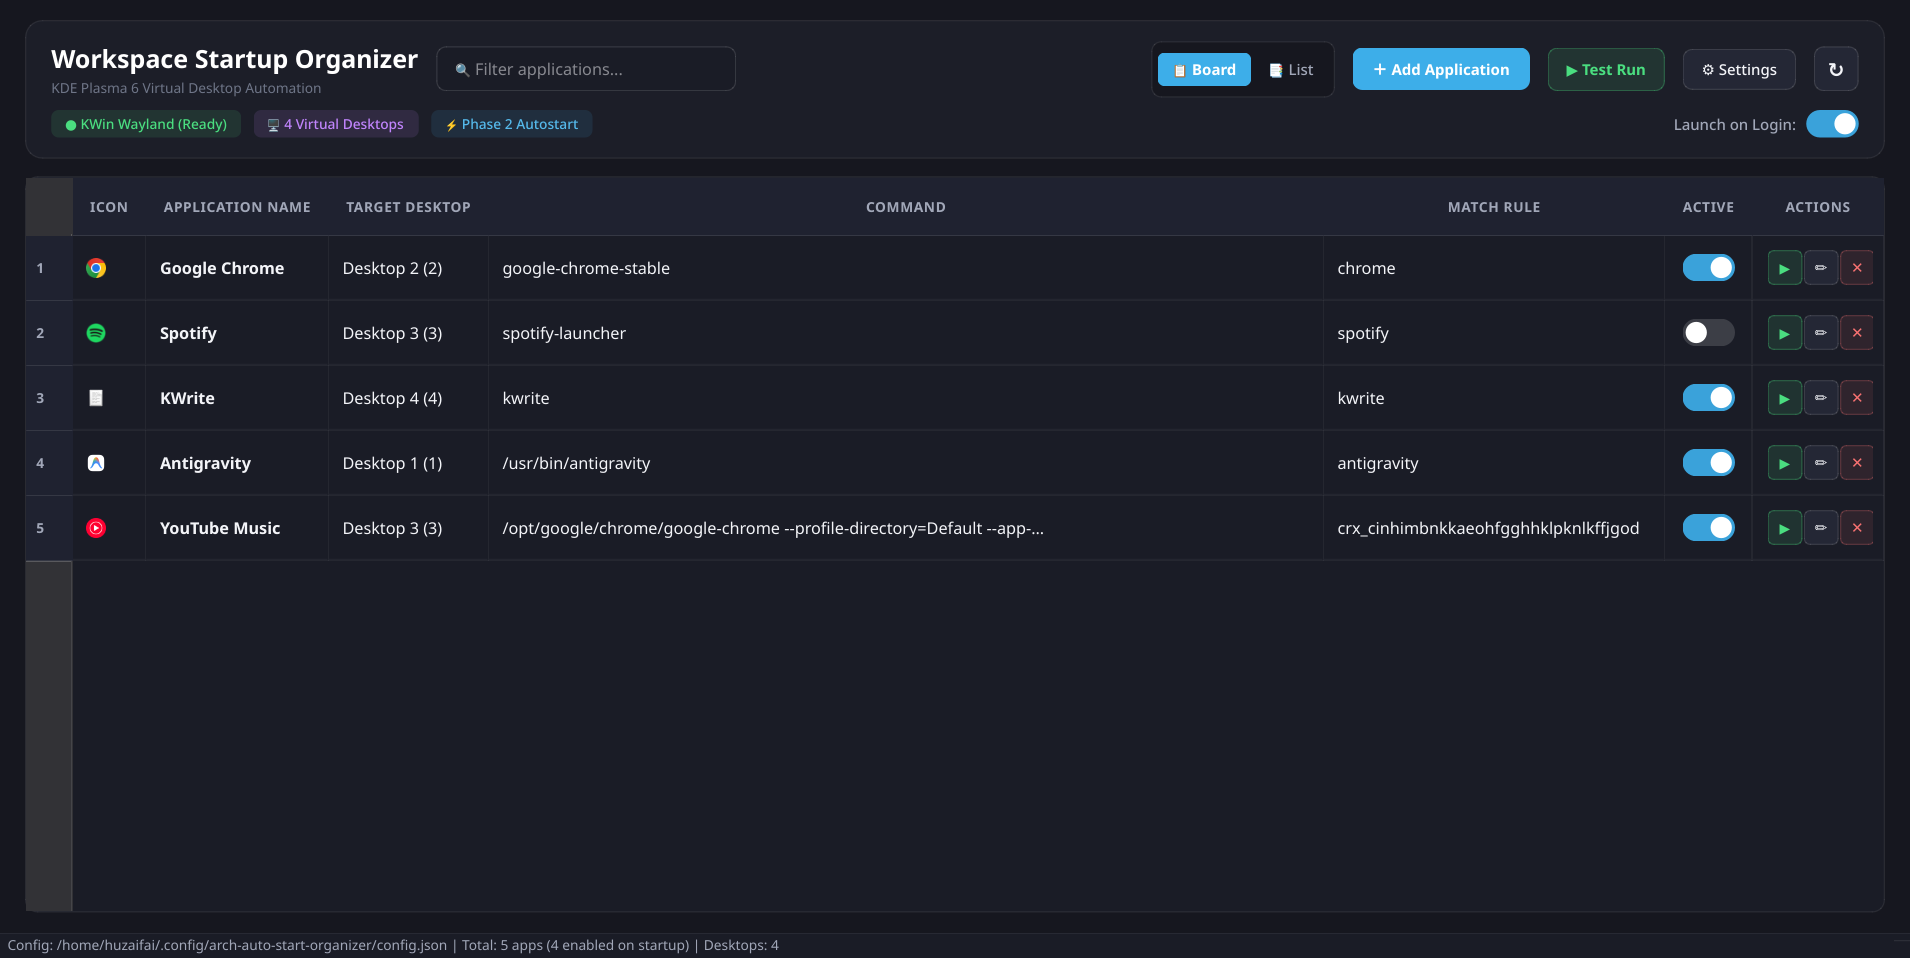 Workspace Startup Organizer
KDE Plasma 6 Virtual Desktop Automation
Filter applications...
Board
List
+ Add Application
▶ Test Run
⚙ Settings
↻
KWin Wayland (Ready)
4 Virtual Desktops
⚡ Phase 2 Autostart
Launch on Login:
ICON APPLICATION NAME TARGET DESKTOP COMMAND MATCH RULE ACTIVE ACTIONS
1 Google Chrome Desktop 2 (2) google-chrome-stable chrome
2 Spotify Desktop 3 (3) spotify-launcher spotify
3 KWrite Desktop 4 (4) kwrite kwrite
4 Antigravity Desktop 1 (1) /usr/bin/antigravity antigravity
5 YouTube Music Desktop 3 (3) /opt/google/chrome/google-chrome --profile-directory=Default --app-... crx_cinhimbnkkaeohfgghhklpknlkffjgod
Config: /home/huzaifai/.config/arch-auto-start-organizer/config.json | Total: 5 apps (4 enabled on startup) | Desktops: 4